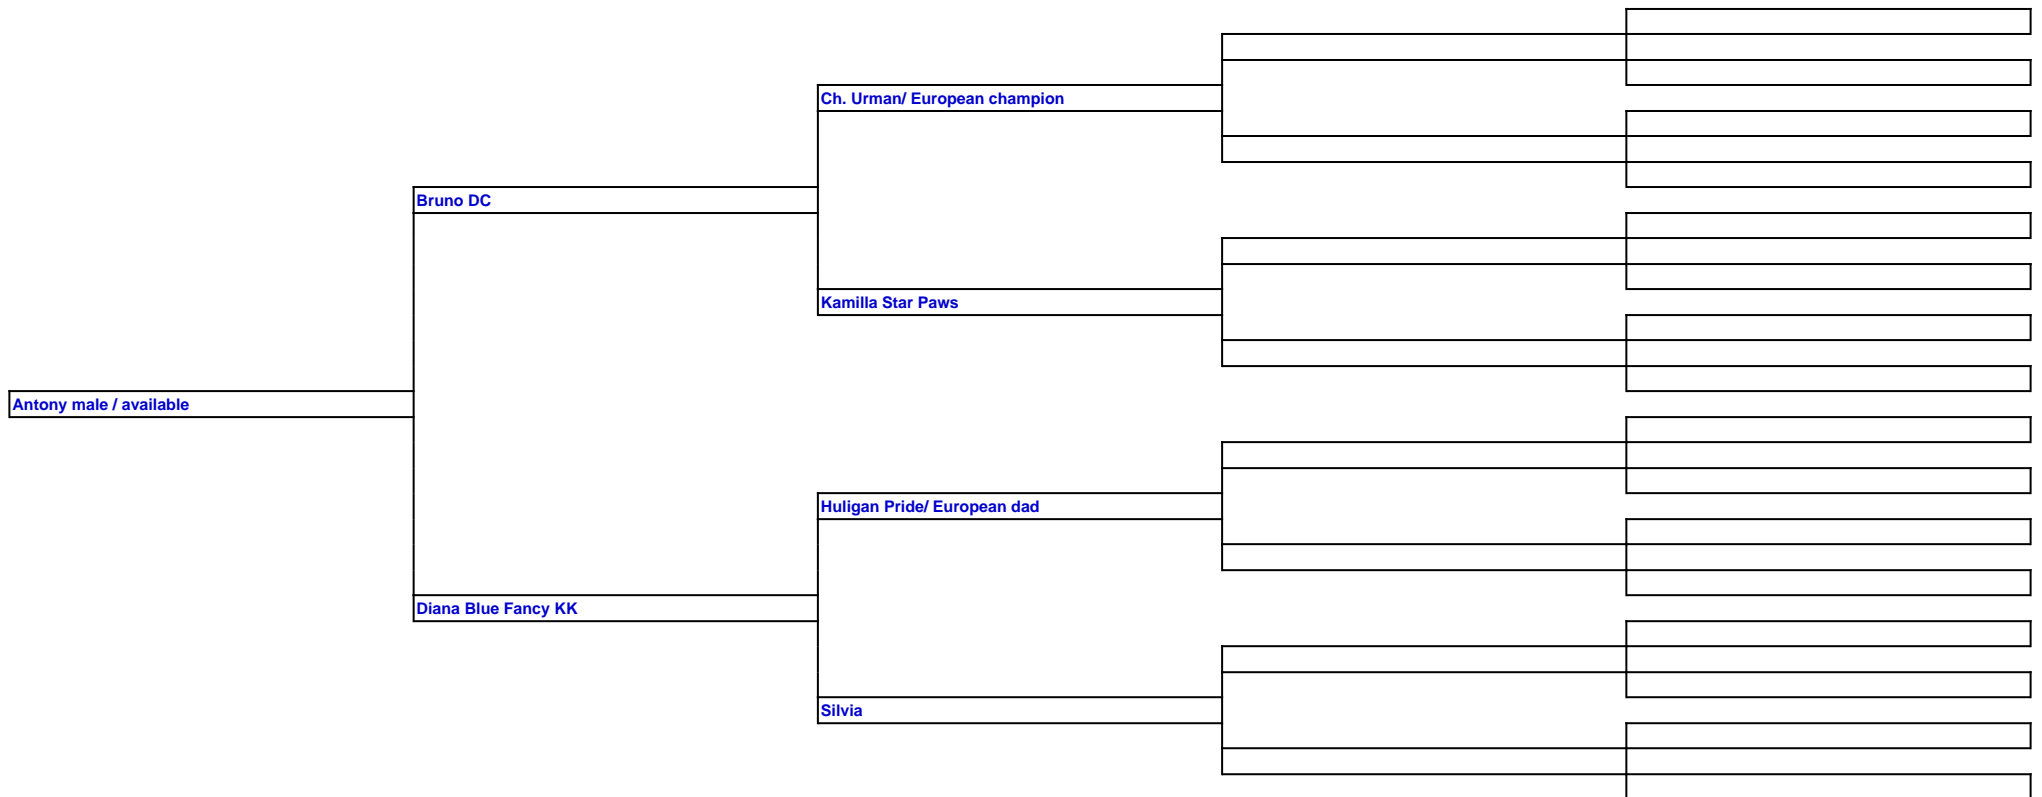 Ch. Urman/ European champion
Bruno DC
Kamilla Star Paws
Antony male / available
Huligan Pride/ European dad
Diana Blue Fancy KK
Silvia